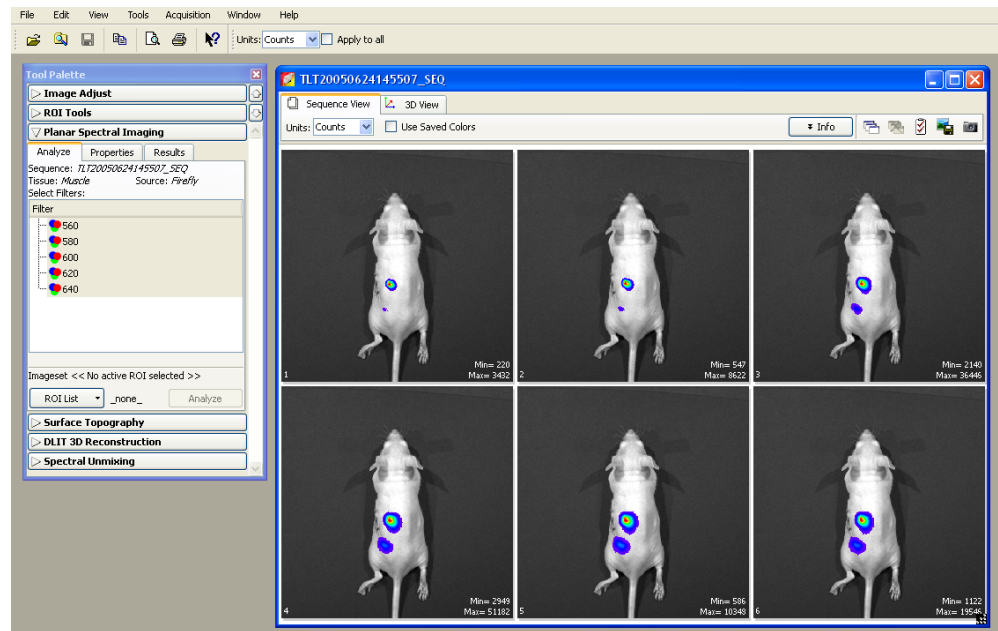 File Edit View Tools Acquisition Window Help
Units: Counts Apply to all
Tool Palette
Image Adjust
ROI Tools
Planar Spectral Imaging
Analyze Properties Results
Sequence: TLT20050624145507_SEQ
Tissue: Muscle Source: Firefly
Select Filters:
Filter
560
580
600
620
640
Imageset << No active ROI selected >>
ROI List _none_ Analyze
Surface Topography
DLIT 3D Reconstruction
Spectral Unmixing
TLT20050624145507_SEQ
Sequence View 3D View
Units: Counts Use Saved Colors Info
Min= 220
1 Max= 3432
Min= 547
2 Max= 8622
Min= 2140
3 Max= 36446
Min= 2949
4 Max= 51182
Min= 586
5 Max= 10348
Min= 1122
6 Max= 19546